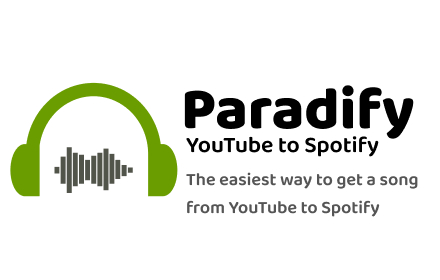 Paradify
YouTube to Spotify
The easiest way to get a song
from YouTube to Spotify